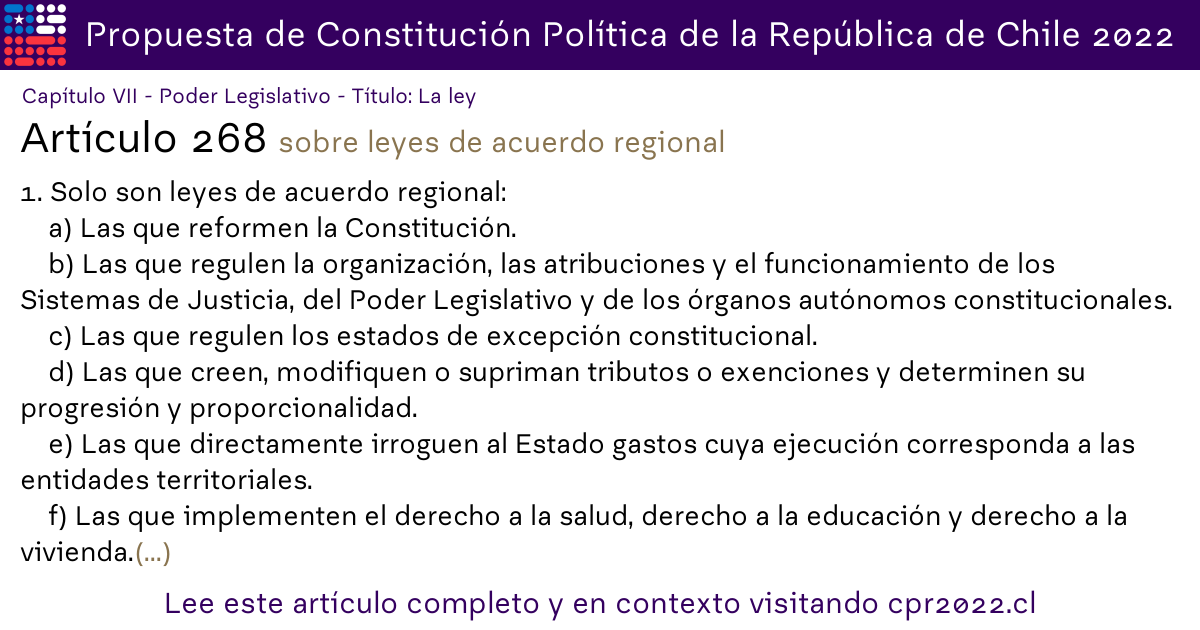 Propuesta de Constitución Política de la República de Chile 2022
Capítulo VII - Poder Legislativo - Título: La ley
Artículo 268 sobre leyes de acuerdo regional
1. Solo son leyes de acuerdo regional:
a) Las que reformen la Constitución.
b) Las que regulen la organización, las atribuciones y el funcionamiento de los
Sistemas de Justicia, del Poder Legislativo y de los órganos autónomos constitucionales.
c) Las que regulen los estados de excepción constitucional.
d) Las que creen, modifiquen o supriman tributos o exenciones y determinen su
progresión y proporcionalidad.
e) Las que directamente irroguen al Estado gastos cuya ejecución corresponda a las
entidades territoriales.
f) Las que implementen el derecho a la salud, derecho a la educación y derecho a la
vivienda.(...)
Lee este artículo completo y en contexto visitando cpr2022.cl